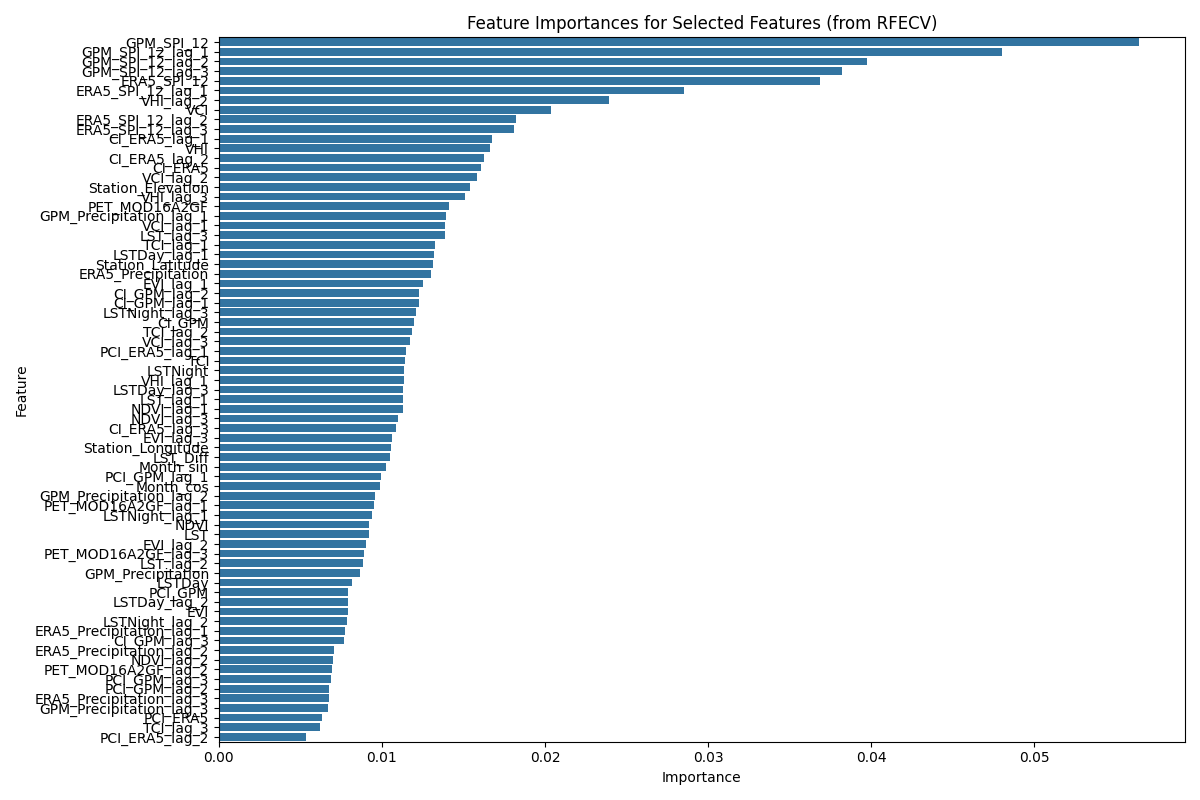 Feature Importances for Selected Features (from RFECV)
GPM_SPI_12
GPM_SPI_12_lag_1
GPM_SPI_12_lag_2
GPM_SPI_12_lag_3
ERA5_SPI_12
ERA5_SPI_12_lag_1
VHI_lag_2
VCI
ERA5_SPI_12_lag_2
ERA5_SPI_12_lag_3
CI_ERA5_lag_1
VHI
CI_ERA5_lag_2
CI_ERA5
VCI_lag_2
Station_Elevation
VHI_lag_3
PET_MOD16A2GF
GPM_Precipitation_lag_1
VCI_lag_1
LST_lag_3
TCI_lag_1
LSTDay_lag_1
Station_Latitude
ERA5_Precipitation
EVI_lag_1
CI_GPM_lag_2
CI_GPM_lag_1
LSTNight_lag_3
CI_GPM
TCI_lag_2
VCI_lag_3
PCI_ERA5_lag_1
TCI
LSTNight
VHI_lag_1
LSTDay_lag_3
LST_lag_1
NDVI_lag_1
NDVI_lag_3
CI_ERA5_lag_3
EVI_lag_3
Station_Longitude
LST_Diff
Month_sin
PCI_GPM_lag_1
Month_cos
GPM_Precipitation_lag_2
PET_MOD16A2GF_lag_1
LSTNight_lag_1
NDVI
LST
EVI_lag_2
PET_MOD16A2GF_lag_3
LST_lag_2
GPM_Precipitation
LSTDay
PCI_GPM
LSTDay_lag_2
EVI
LSTNight_lag_2
ERA5_Precipitation_lag_1
CI_GPM_lag_3
ERA5_Precipitation_lag_2
NDVI_lag_2
PET_MOD16A2GF_lag_2
PCI_GPM_lag_3
PCI_GPM_lag_2
ERA5_Precipitation_lag_3
GPM_Precipitation_lag_3
PCI_ERA5
TCI_lag_3
PCI_ERA5_lag_2
Feature
0.00 0.01 0.02 0.03 0.04 0.05
Importance